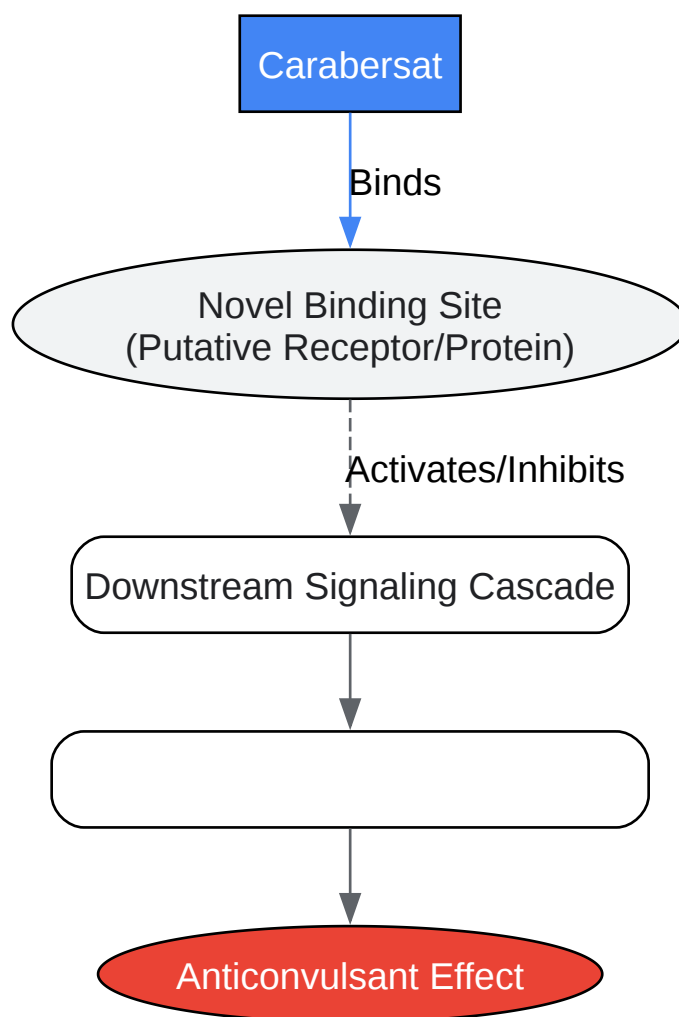 Carabersat
Binds
Novel Binding Site
(Putative Receptor/Protein)
Activates/Inhibits
Downstream Signaling Cascade
Anticonvulsant Effect